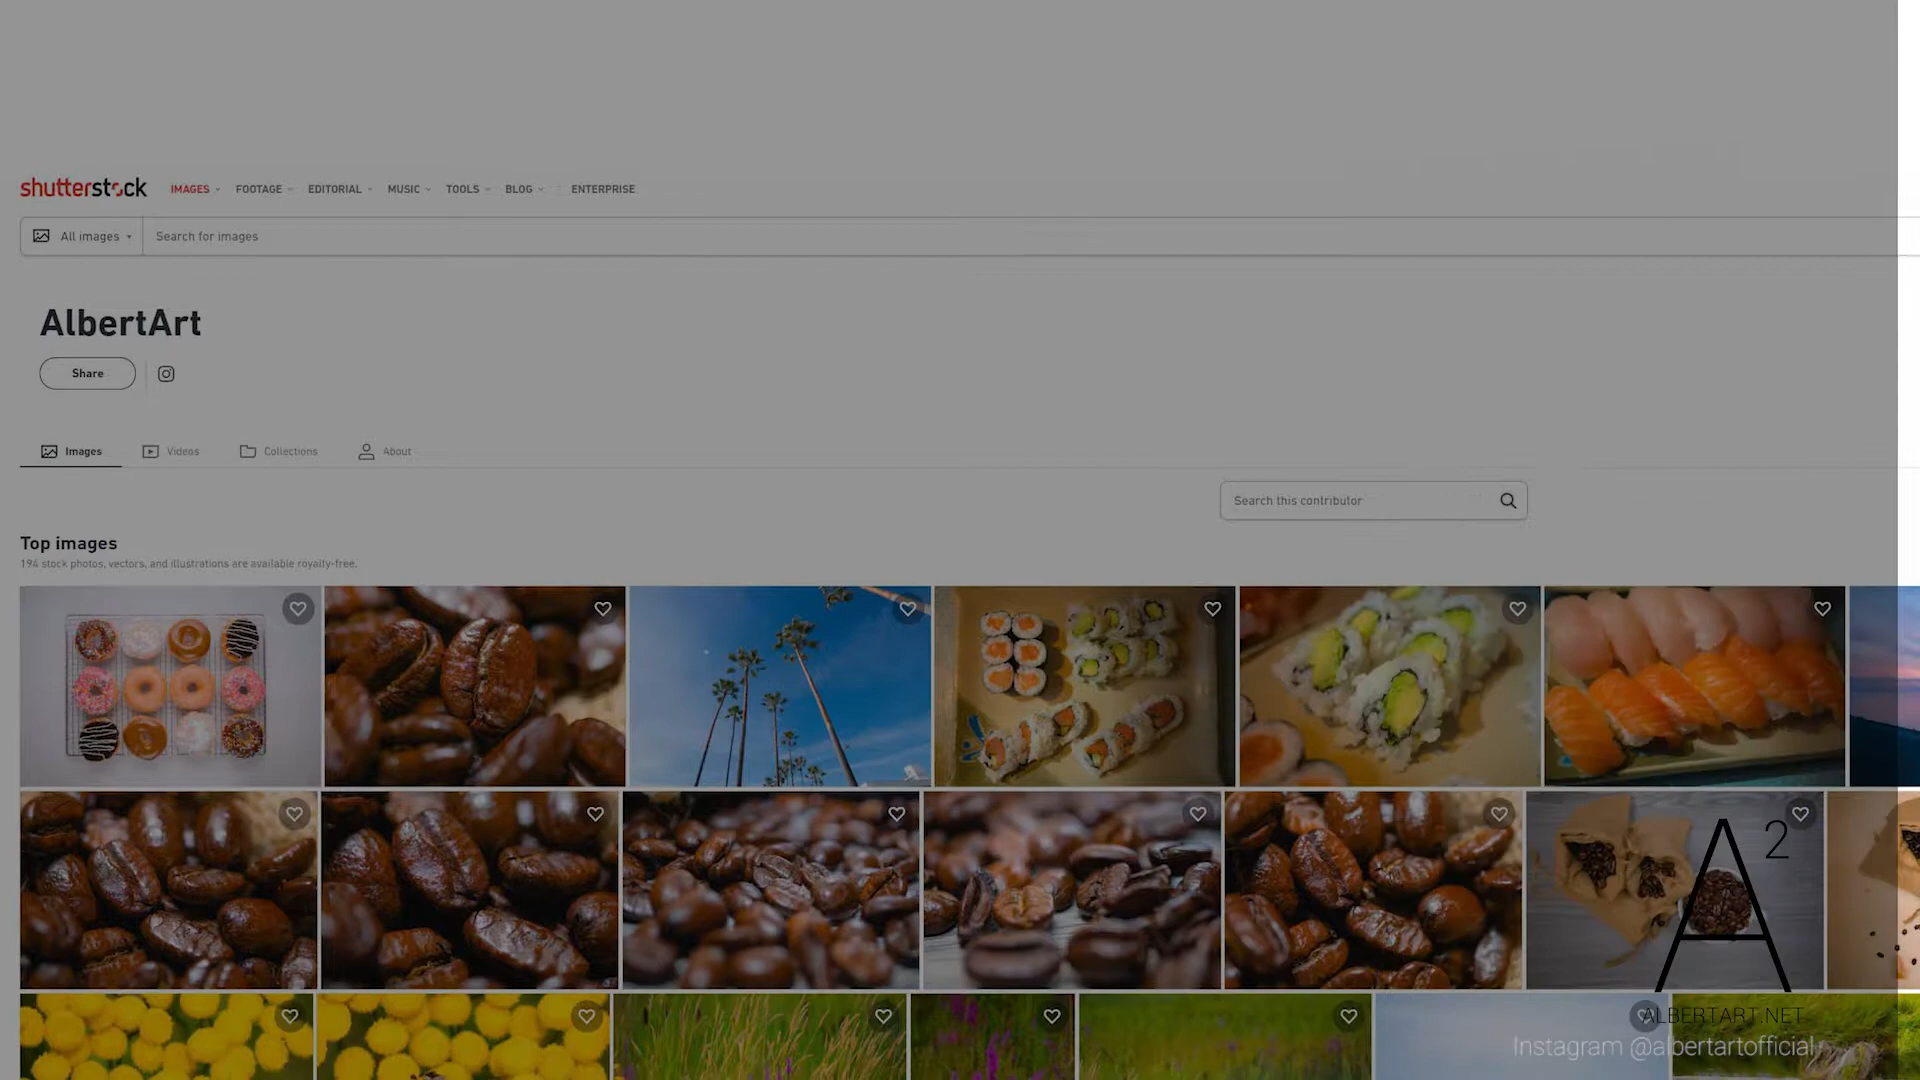 shutterstock IMAGES FOOTAGE EDITORIAL MUSIC TOOLS BLOG ENTERPRISE
All images Search for images
AlbertArt
Share
Images Videos Collections About
Search this contributor
Top images
194 stock photos, vectors, and illustrations are available royalty-free.
A2
ALBERTART.NET
Instagram @albertartofficial